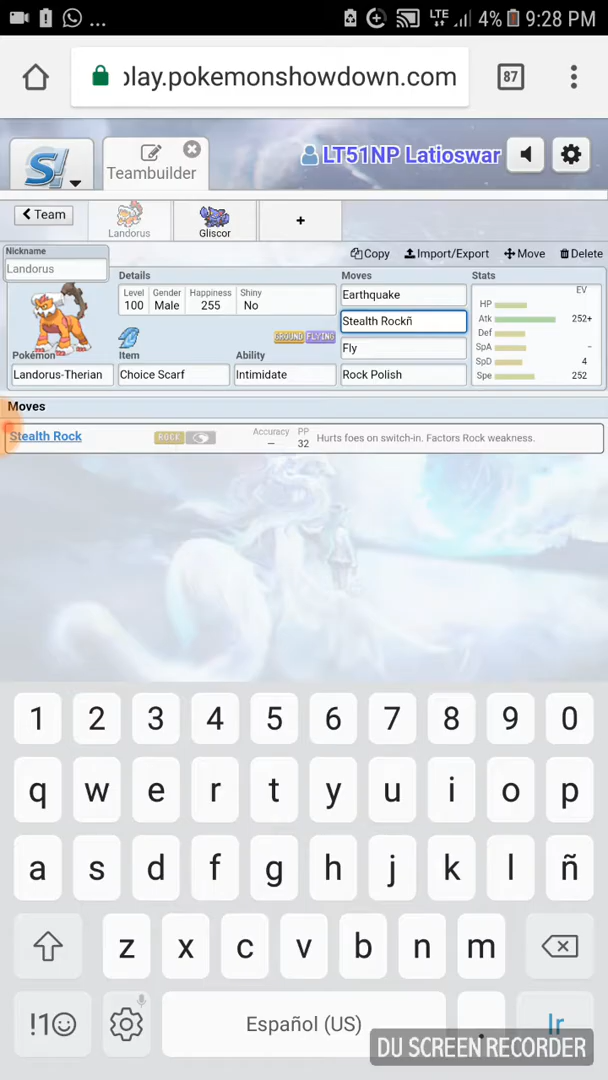 ... LTE 4% 9:28 PM
play.pokemonshowdown.com 87
S! Teambuilder LT51NP Latioswar
< Team Landorus Gliscor +
Copy Import/Export Move Delete
Nickname
Landorus
Details
Level Gender Happiness Shiny
100 Male 255 No
GROUND FLYING
Pokémon Item Ability
Landorus-Therian Choice Scarf Intimidate
Moves
Earthquake
Stealth Rockñ
Fly
Rock Polish
Stats
EV
HP
Atk 252+
Def
SpA -
SpD 4
Spe 252
Moves
Stealth Rock ROCK Accuracy — PP 32 Hurts foes on switch-in. Factors Rock weakness.
1 2 3 4 5 6 7 8 9 0
q w e r t y u i o p
a s d f g h j k l ñ
z x c v b n m
!1☺ Español (US) . Ir
DU SCREEN RECORDER